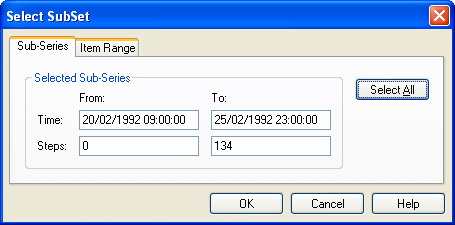 Select SubSet
Sub-Series Item Range
Selected Sub-Series
From: To:
Select All
Time: 20/02/1992 09:00:00 25/02/1992 23:00:00
Steps: 0 134
OK Cancel Help